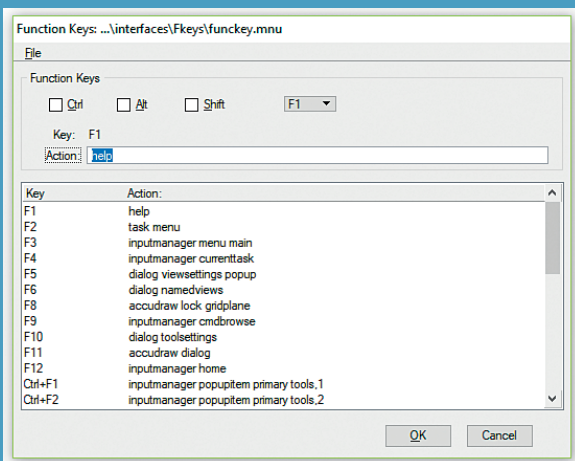 Function Keys: ...\interfaces\Fkeys\funckey.mnu
File
Function Keys
Ctrl Alt Shift F1
Key: F1
Action: help
Key Action:
F1 help
F2 task menu
F3 inputmanager menu main
F4 inputmanager currenttask
F5 dialog viewsettings popup
F6 dialog namedviews
F8 accudraw lock gridplane
F9 inputmanager cmdbrowse
F10 dialog toolsettings
F11 accudraw dialog
F12 inputmanager home
Ctrl+F1 inputmanager popupitem primary tools,1
Ctrl+F2 inputmanager popupitem primary tools,2
OK Cancel